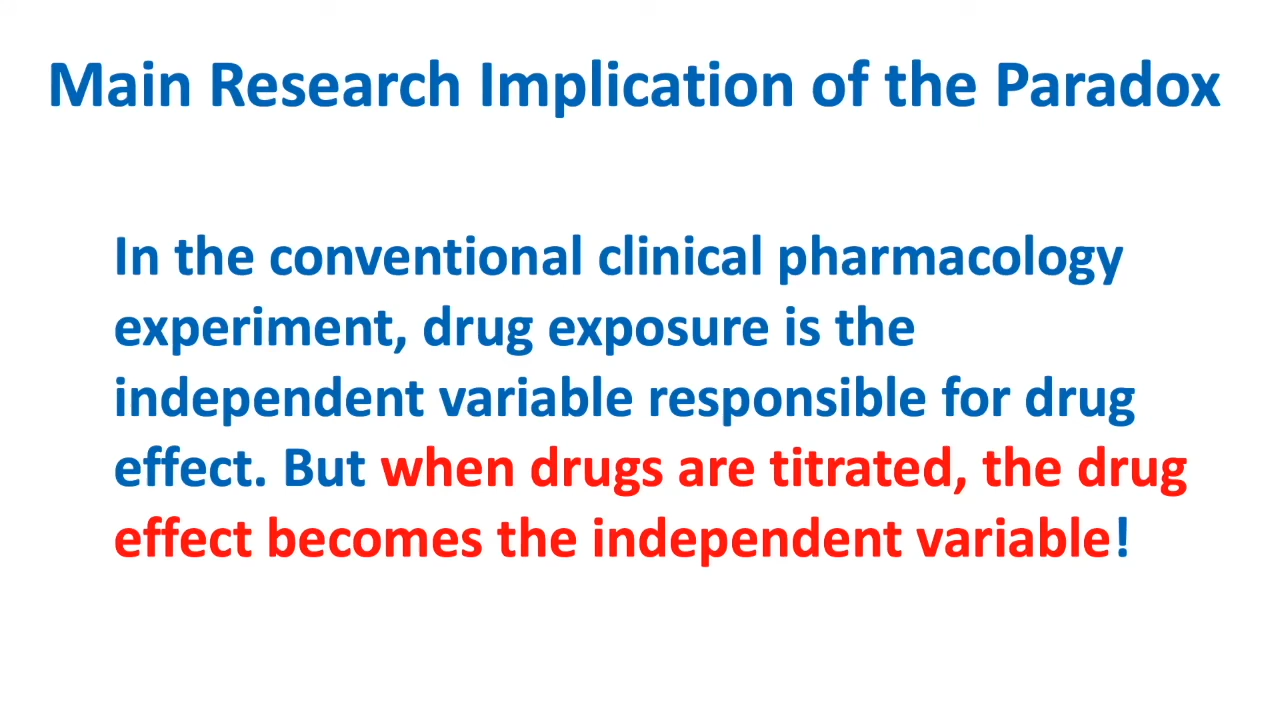 Main Research Implication of the Paradox
In the conventional clinical pharmacology
experiment, drug exposure is the
independent variable responsible for drug
effect. But when drugs are titrated, the drug
effect becomes the independent variable!